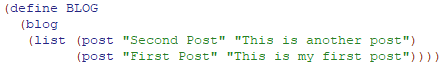 (define BLOG
(blog
(list (post "Second Post" "This is another post")
(post "First Post" "This is my first post"))))